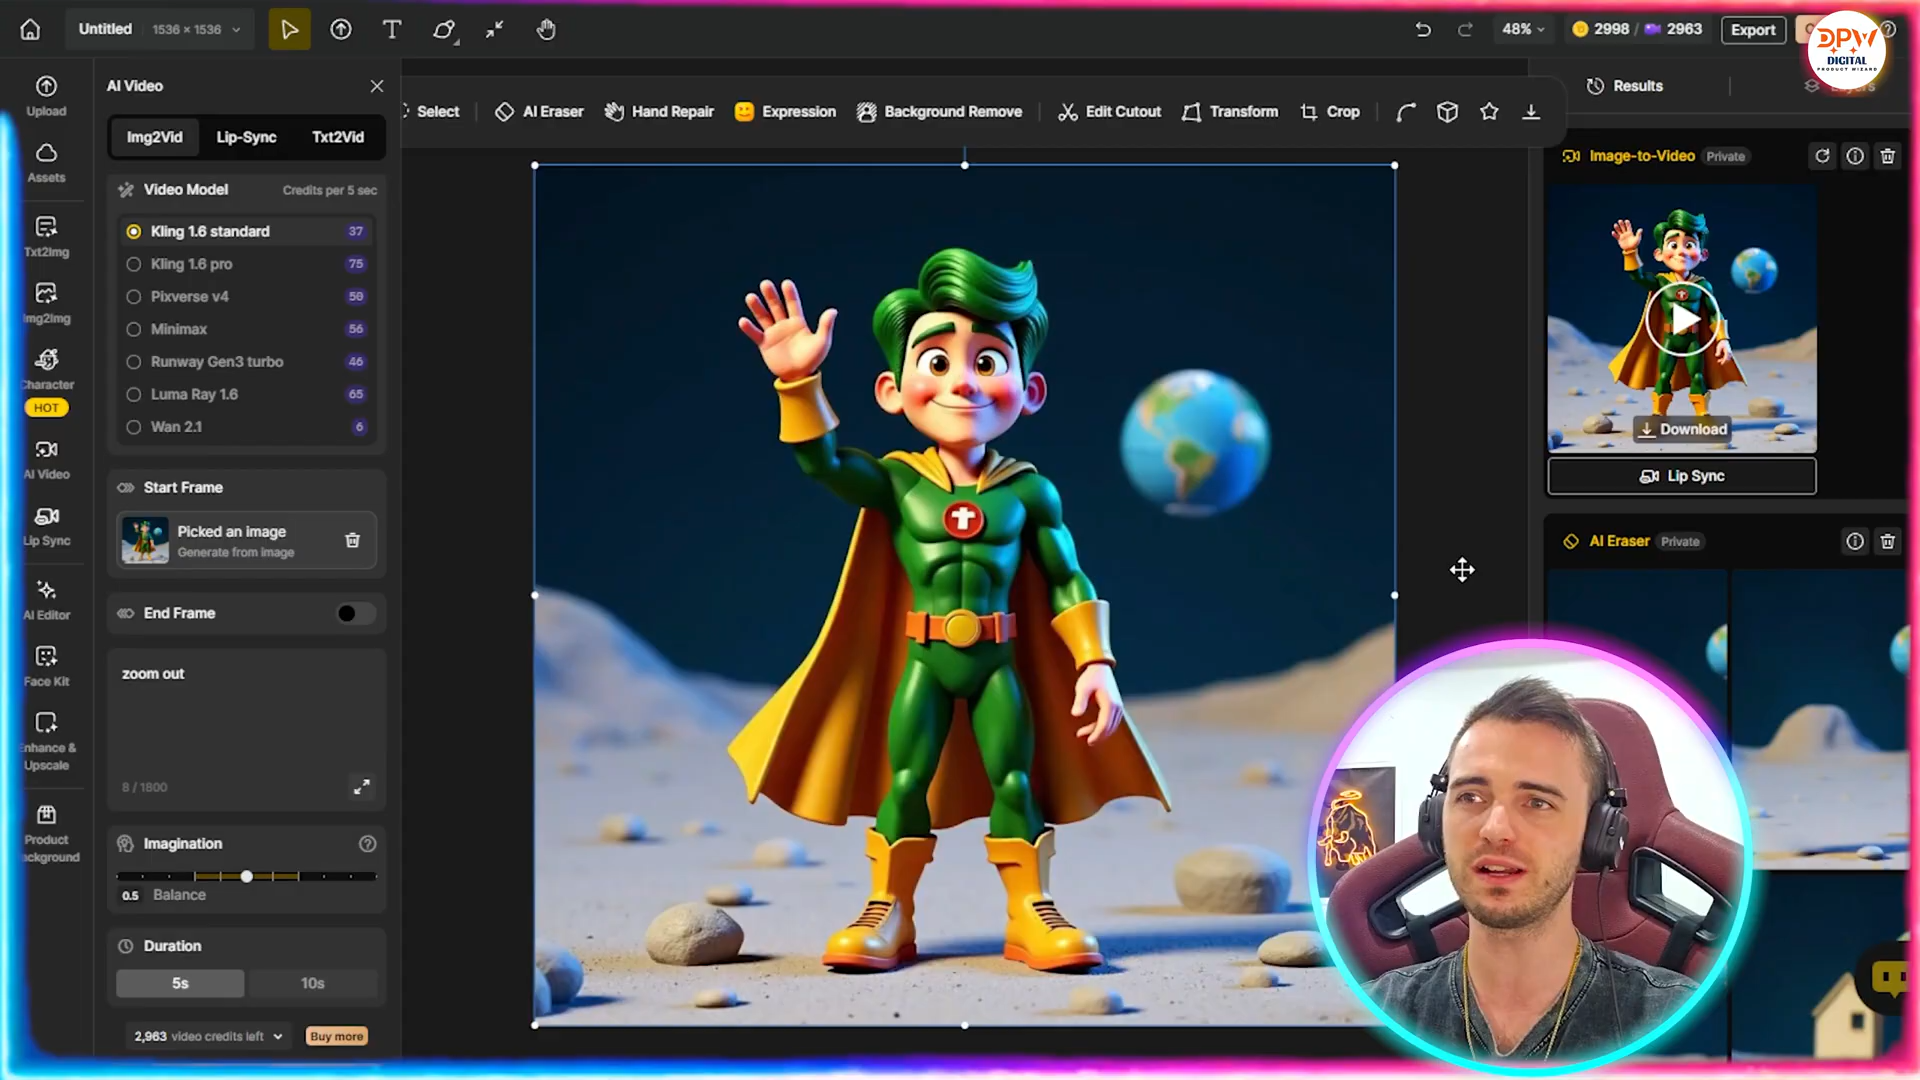 Untitled 1536 × 1536
48%
2998 / 2963
Export
DPW
DIGITAL
PRODUCT WIZARD
Upload
Assets
Txt2Img
Img2Img
Character
HOT
AI Video
Lip Sync
AI Editor
Face Kit
Enhance &
Upscale
Product
AI Video
Img2Vid Lip-Sync Txt2Vid
Video Model Credits per 5 sec
Kling 1.6 standard 37
Kling 1.6 pro 75
Pixverse v4 50
Minimax 56
Runway Gen3 turbo 46
Luma Ray 1.6 65
Wan 2.1 6
Start Frame
Picked an image
Generate from image
End Frame
zoom out
8 / 1800
Imagination
0.5 Balance
Duration
5s 10s
2,963 video credits left Buy more
Select AI Eraser Hand Repair Expression Background Remove Edit Cutout Transform Crop
Results Layers
Image-to-Video Private
Download
Lip Sync
AI Eraser Private